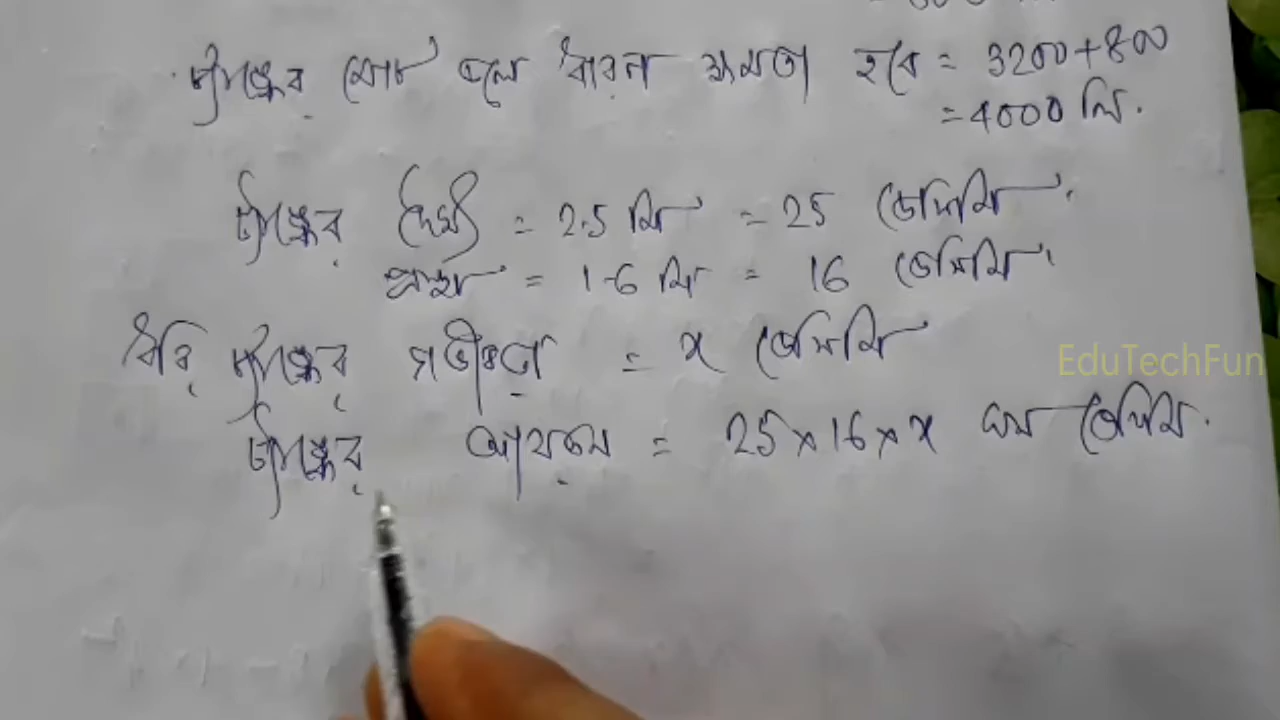 ট্যাঙ্কের মোট জল ধারন ক্ষমতা হবে = 3200+800
=4000 লি.
ট্যাঙ্কের দৈর্ঘ্য = 2.5 মি = 25 ডেসিমি
প্রস্থ = 1.6 মি = 16 ডেসিমি
ধরি ট্যাঙ্কের গভীরতা = x ডেসিমি
EduTechFun
ট্যাঙ্কের আয়তন = 25×16×x ঘন ডেসিমি.